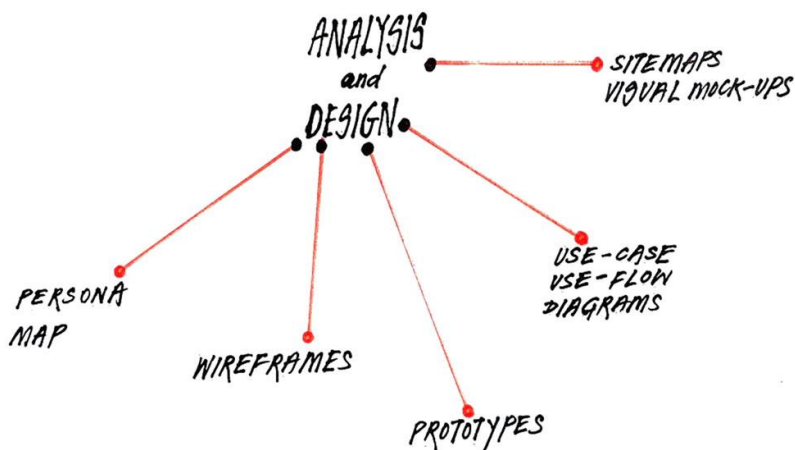 ANALYSIS
and
DESIGN
SITEMAPS
VISUAL MOCK-UPS
USE-CASE
USE-FLOW
DIAGRAMS
PERSONA
MAP
WIREFRAMES
PROTOTYPES